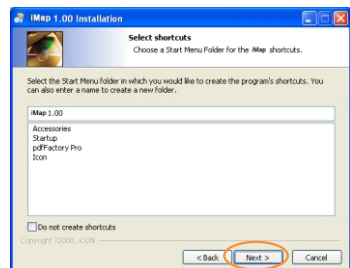 iMap 1.00 Installation
Select shortcuts
Choose a Start Menu Folder for the iMap shortcuts.
Select the Start Menu folder in which you would like to create the program's shortcuts. You
can also enter a name to create a new folder.
iMap 1.00
Accessories
Startup
pdfFactory Pro
Icon
Do not create shortcuts
Copyright ?2008, iCON
< Back
Next >
Cancel